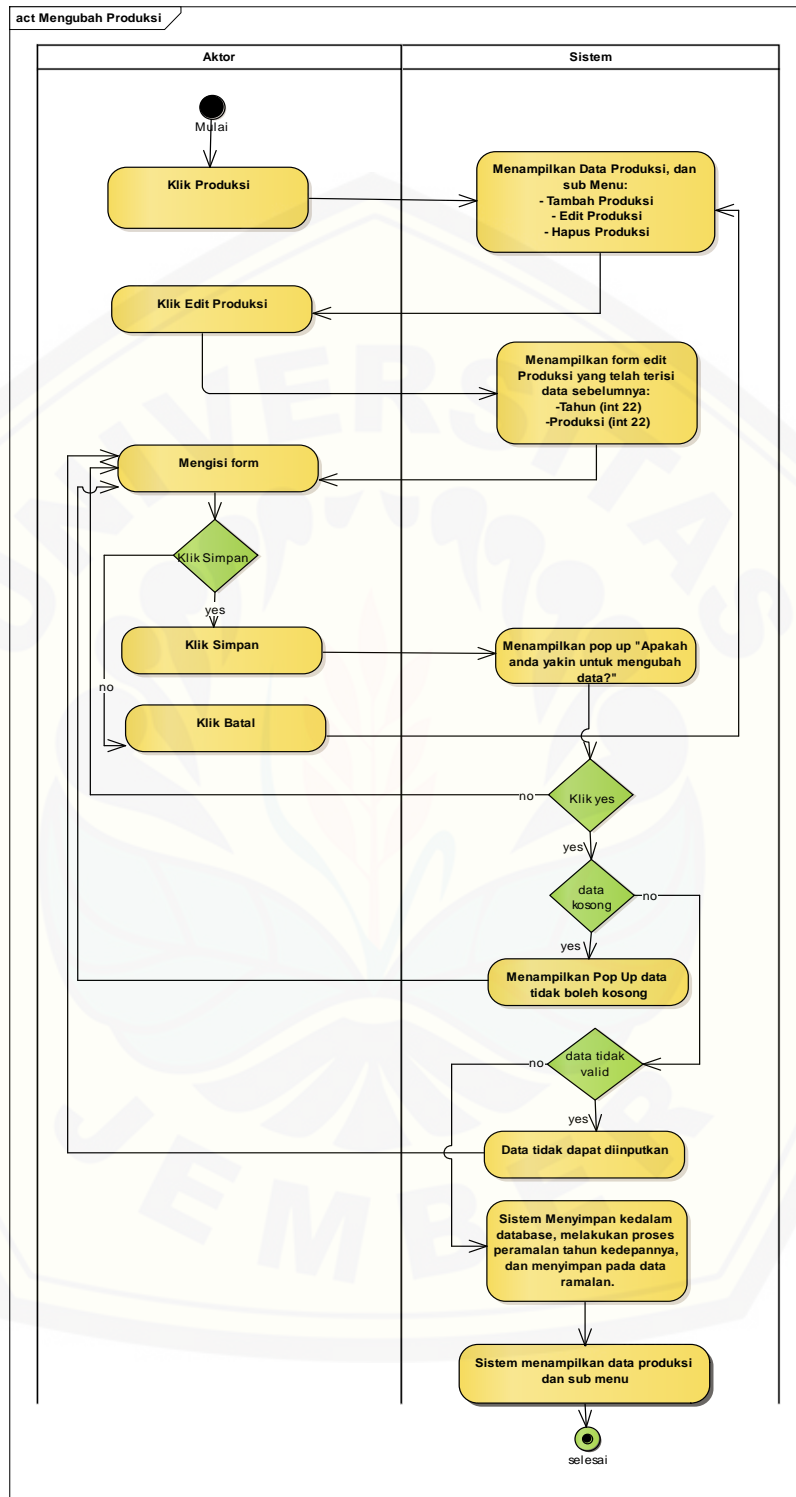 act Mengubah Produksi
Aktor
Sistem
Mulai
Klik Produksi
Menampilkan Data Produksi, dan
sub Menu:
- Tambah Produksi
- Edit Produksi
- Hapus Produksi
Klik Edit Produksi
Menampilkan form edit
Produksi yang telah terisi
data sebelumnya:
-Tahun (int 22)
-Produksi (int 22)
Mengisi form
Klik Simpan
yes
Klik Simpan
Menampilkan pop up "Apakah
anda yakin untuk mengubah
data?"
no
Klik Batal
no
Klik yes
yes
data
kosong
no
yes
Menampilkan Pop Up data
tidak boleh kosong
no
data tidak
valid
yes
Data tidak dapat diinputkan
Sistem Menyimpan kedalam
database, melakukan proses
peramalan tahun kedepannya,
dan menyimpan pada data
ramalan.
Sistem menampilkan data produksi
dan sub menu
selesai
UNIVERSITAS
JEMBER